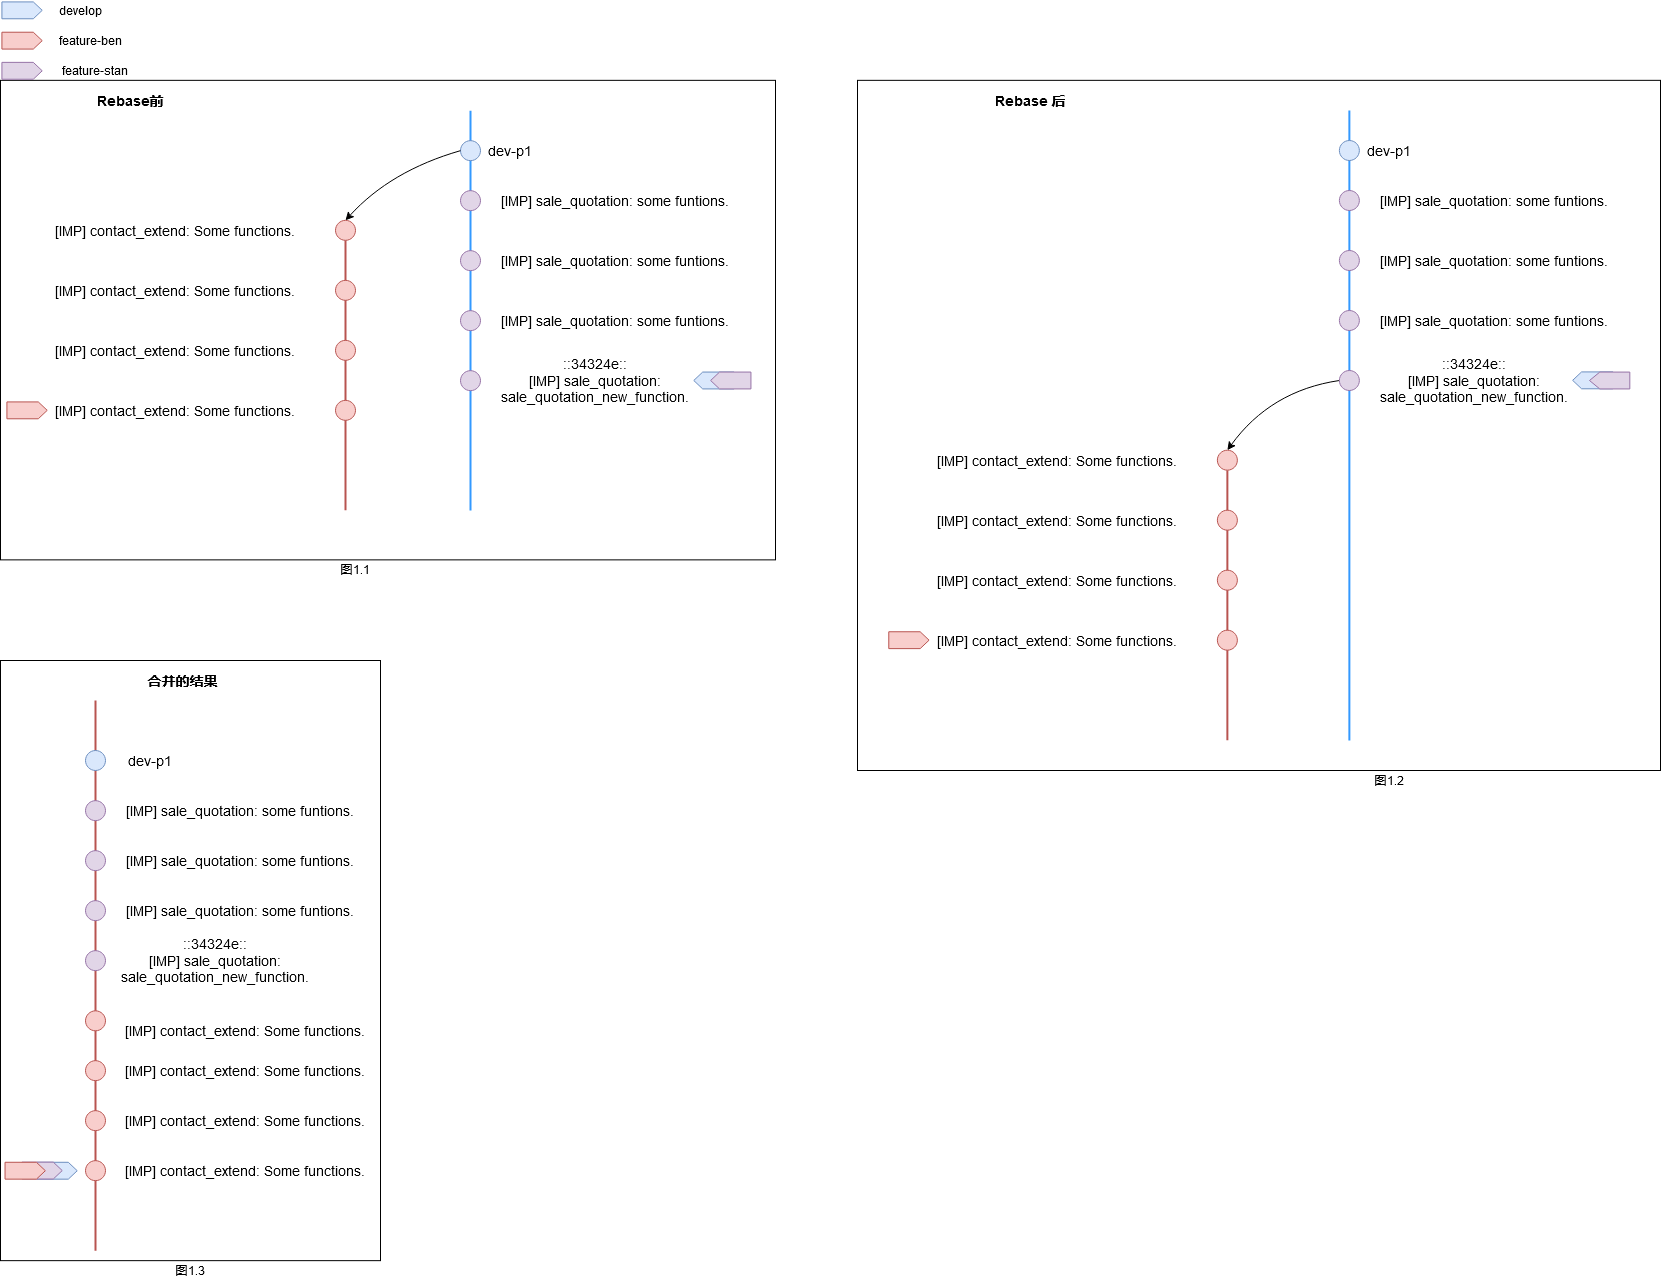 develop
feature-ben
feature-stan
Rebase前
dev-p1
[IMP] sale_quotation: some funtions.
[IMP] contact_extend: Some functions.
[IMP] sale_quotation: some funtions.
[IMP] contact_extend: Some functions.
[IMP] sale_quotation: some funtions.
[IMP] contact_extend: Some functions.
::34324e::
[IMP] sale_quotation:
sale_quotation_new_function.
[IMP] contact_extend: Some functions.
图1.1
Rebase 后
dev-p1
[IMP] sale_quotation: some funtions.
[IMP] sale_quotation: some funtions.
[IMP] sale_quotation: some funtions.
::34324e::
[IMP] sale_quotation:
sale_quotation_new_function.
[IMP] contact_extend: Some functions.
[IMP] contact_extend: Some functions.
[IMP] contact_extend: Some functions.
[IMP] contact_extend: Some functions.
图1.2
合并的结果
dev-p1
[IMP] sale_quotation: some funtions.
[IMP] sale_quotation: some funtions.
[IMP] sale_quotation: some funtions.
::34324e::
[IMP] sale_quotation:
sale_quotation_new_function.
[IMP] contact_extend: Some functions.
[IMP] contact_extend: Some functions.
[IMP] contact_extend: Some functions.
[IMP] contact_extend: Some functions.
图1.3